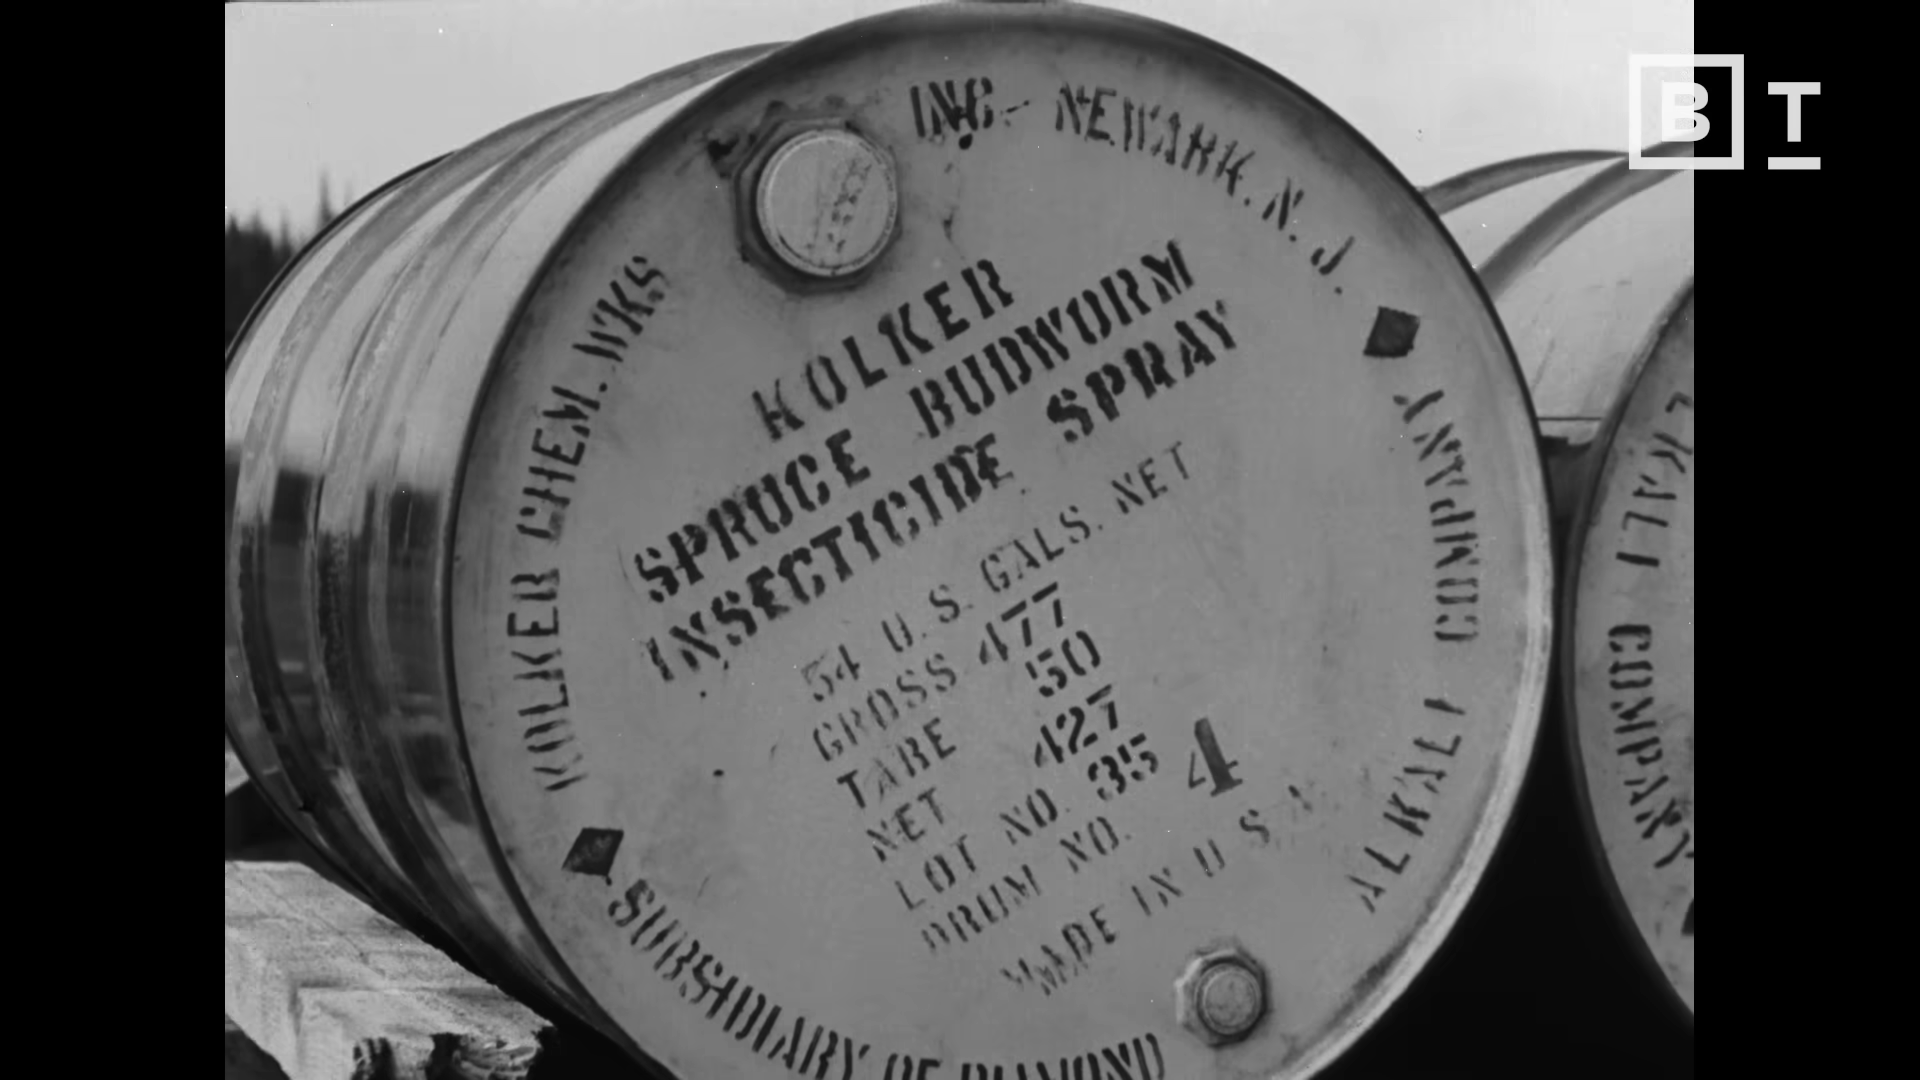 KOLKER CHEM. WKS INC. NEWARK, N. J.
KOLKER
SPRUCE BUDWORM
INSECTICIDE SPRAY
54 U.S. GALS. NET
GROSS 477
TARE 50
NET 427
LOT NO. 35
DRUM NO. 4
MADE IN U.S.A.
SUBSIDIARY OF DIAMOND ALKALI COMPANY
ALKALI COMPANY
BT